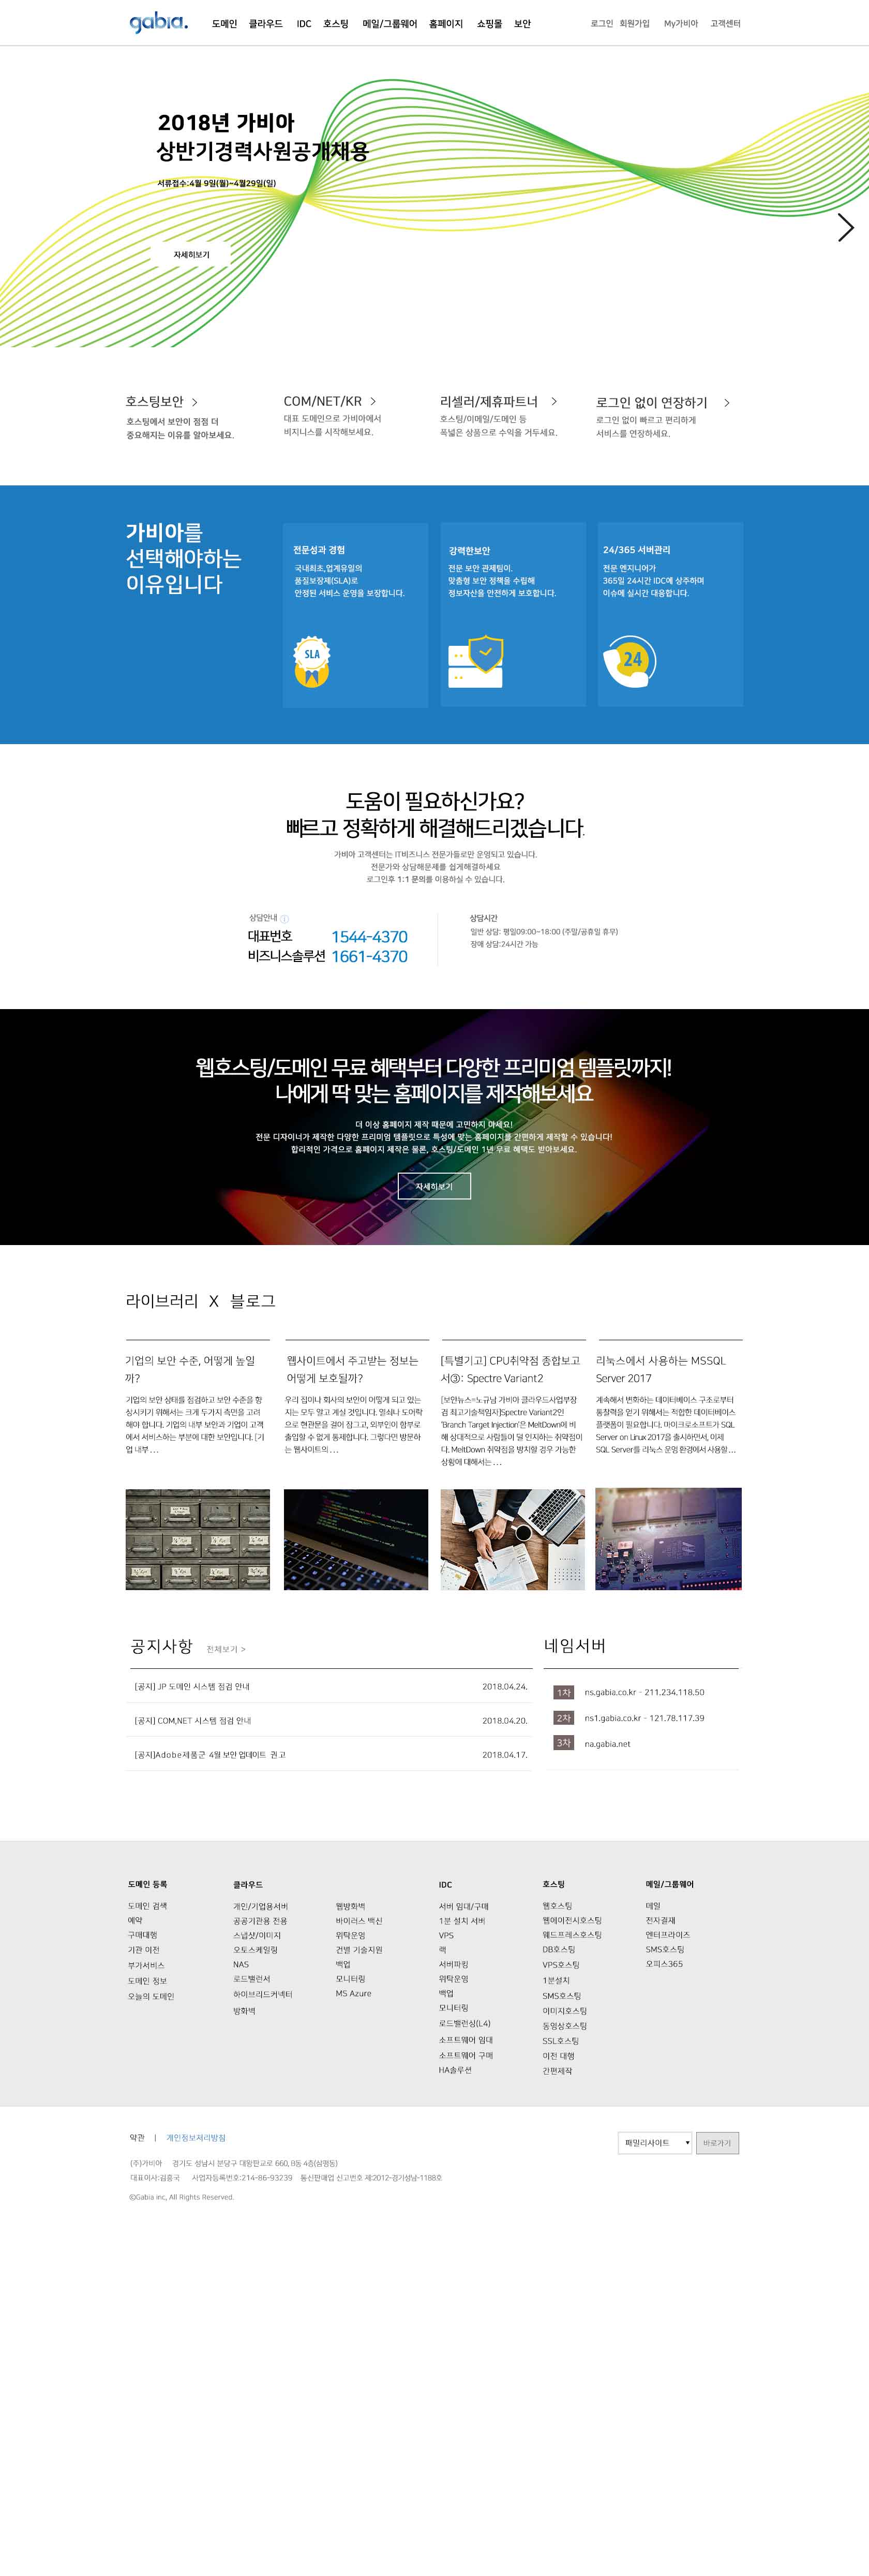 gabia.
도메인 클라우드 IDC 호스팅 메일/그룹웨어 홈페이지 쇼핑몰 보안
로그인 회원가입 My가비아 고객센터
2018년 가비아
상반기경력사원공개채용
서류접수:4월 9일(월)~4월29일(일)
자세히보기
호스팅보안
호스팅에서 보안이 점점 더
중요해지는 이유를 알아보세요.
COM/NET/KR
대표 도메인으로 가비아에서
비지니스를 시작해보세요.
리셀러/제휴파트너
호스팅/이메일/도메인 등
폭넓은 상품으로 수익을 거두세요.
로그인 없이 연장하기
로그인 없이 빠르고 편리하게
서비스를 연장하세요.
가비아를
선택해야하는
이유입니다
전문성과 경험
국내최초,업계유일의
품질보장제(SLA)로
안정된 서비스 운영을 보장합니다.
SLA
강력한보안
전문 보안 관제팀이.
맞춤형 보안 정책을 수립해
정보자산을 안전하게 보호합니다.
24/365 서버관리
전문 엔지니어가
365일 24시간 IDC에 상주하며
이슈에 실시간 대응합니다.
24
도움이 필요하신가요?
빠르고 정확하게 해결해드리겠습니다.
가비아 고객센터는 IT비즈니스 전문가들로만 운영되고 있습니다.
전문가와 상담해문제를 쉽게해결하세요
로그인후 1:1 문의를 이용하실 수 있습니다.
상담안내
대표번호 1544-4370
비즈니스솔루션 1661-4370
상담시간
일반 상담: 평일09:00~18:00 (주말/공휴일 휴무)
장애 상담:24시간 가능
웹호스팅/도메인 무료 혜택부터 다양한 프리미엄 템플릿까지!
나에게 딱 맞는 홈페이지를 제작해보세요
더 이상 홈페이지 제작 때문에 고민하지 마세요!
전문 디자이너가 제작한 다양한 프리미엄 템플릿으로 특성에 맞는 홈페이지를 간편하게 제작할 수 있습니다!
합리적인 가격으로 홈페이지 제작은 물론, 호스팅/도메인 1년 무료 혜택도 받아보세요.
자세히보기
라이브러리 X 블로그
기업의 보안 수준, 어떻게 높일
까?
기업의 보안 상태를 점검하고 보안 수준을 향
상시키기 위해서는 크게 두가지 측면을 고려
해야 합니다. 기업의 내부 보안과 기업이 고객
에서 서비스하는 부분에 대한 보안입니다. [기
업 내부 ...
웹사이트에서 주고받는 정보는
어떻게 보호될까?
우리 집이나 회사의 보안이 어떻게 되고 있는
지는 모두 알고 계실 것입니다. 열쇠나 도어락
으로 현관문을 걸어 잠그고, 외부인이 함부로
출입할 수 없게 통제합니다. 그렇다면 방문하
는 웹사이트의 ...
[특별기고] CPU취약점 종합보고
서③: Spectre Variant2
[보안뉴스=노규남 가비아 클라우드사업부장
겸 최고기술책임자]Spectre Variant2인
'Branch Target Injection'은 MeltDown에 비
해 상대적으로 사람들이 덜 인지하는 취약점이
다. MeltDown 취약점을 방치할 경우 가능한
상황에 대해서는 ...
리눅스에서 사용하는 MSSQL
Server 2017
계속해서 변화하는 데이터베이스 구조로부터
통찰력을 얻기 위해서는 적합한 데이터베이스
플랫폼이 필요합니다. 마이크로소프트가 SQL
Server on Linux 2017을 출시하면서, 이제
SQL Server를 리눅스 운영 환경에서 사용할...
공지사항 전체보기 >
[공지] JP 도메인 시스템 점검 안내 2018.04.24.
[공지] COM,NET 시스템 점검 안내 2018.04.20.
[공지]Adobe제품군 4월 보안 업데이트 권고 2018.04.17.
네임서버
1차 ns.gabia.co.kr - 211.234.118.50
2차 ns1.gabia.co.kr - 121.78.117.39
3차 na.gabia.net
도메인 등록
도메인 검색
예약
구매대행
기관 이전
부가서비스
도메인 정보
오늘의 도메인
클라우드
개인/기업용서버
공공기관용 전용
스냅샷/이미지
오토스케일링
NAS
로드밸런서
하이브리드커넥터
방화벽
웹방화벽
바이러스 백신
위탁운영
건별 기술지원
백업
모니터링
MS Azure
IDC
서버 임대/구매
1분 설치 서버
VPS
랙
서버파킹
위탁운영
백업
모니터링
로드밸런싱(L4)
소프트웨어 임대
소프트웨어 구매
HA솔루션
호스팅
웹호스팅
웹에이전시호스팅
워드프레스호스팅
DB호스팅
VPS호스팅
1분설치
SMS호스팅
이미지호스팅
동영상호스팅
SSL호스팅
이전 대행
간편제작
메일/그룹웨어
메일
전자결재
엔터프라이즈
SMS호스팅
오피스365
약관 | 개인정보처리방침
패밀리사이트 바로가기
(주)가비아 경기도 성남시 분당구 대왕판교로 660, B동 4층(삼평동)
대표이사:김흥국 사업자등록번호:214-86-93239 통신판매업 신고번호 제2012-경기성남-1188호
©Gabia inc, All Rights Reserved.